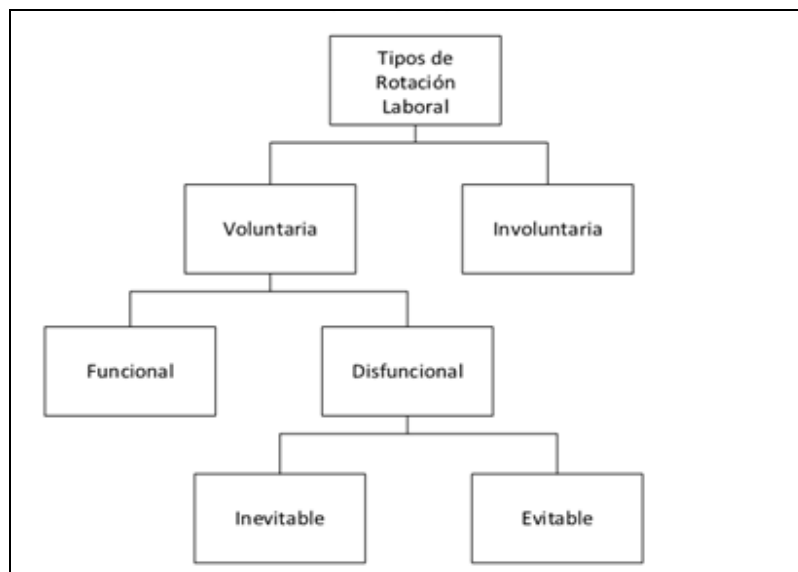 Tipos de
Rotación
Laboral
Voluntaria
Involuntaria
Funcional
Disfuncional
Inevitable
Evitable